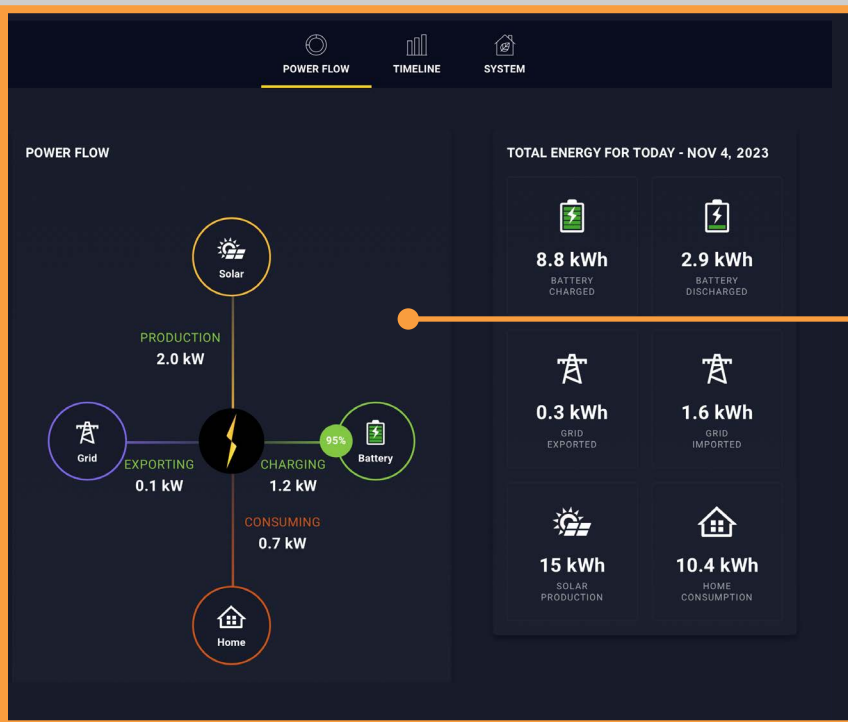 POWER FLOW
TIMELINE
SYSTEM
POWER FLOW
Solar
PRODUCTION
2.0 kW
Grid
EXPORTING
0.1 kW
95%
Battery
CHARGING
1.2 kW
CONSUMING
0.7 kW
Home
TOTAL ENERGY FOR TODAY - NOV 4, 2023
8.8 kWh
BATTERY
CHARGED
2.9 kWh
BATTERY
DISCHARGED
0.3 kWh
GRID
EXPORTED
1.6 kWh
GRID
IMPORTED
15 kWh
SOLAR
PRODUCTION
10.4 kWh
HOME
CONSUMPTION